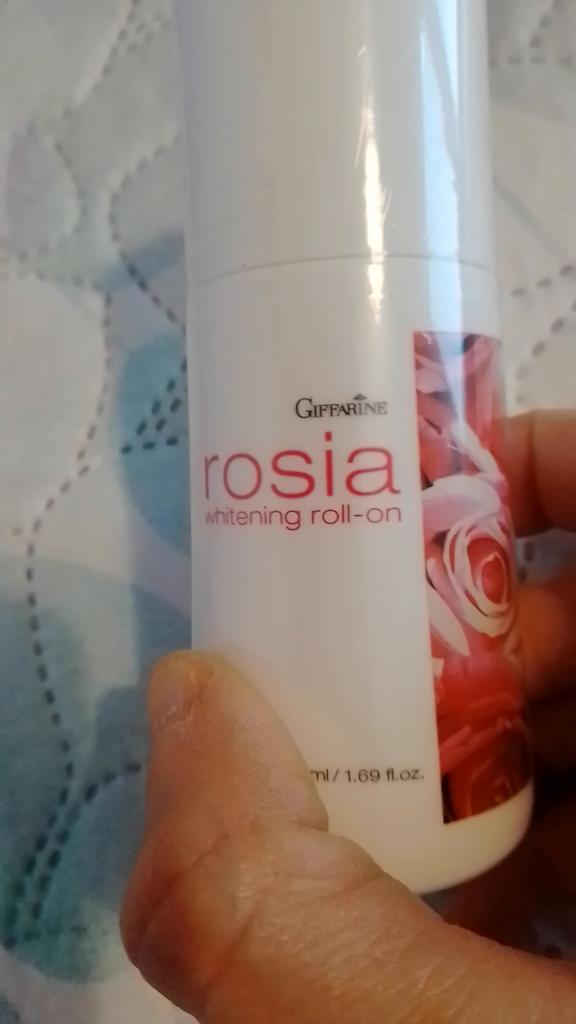 GIFFARINE
rosia
whitening roll-on
ml / 1.69 fl.oz.